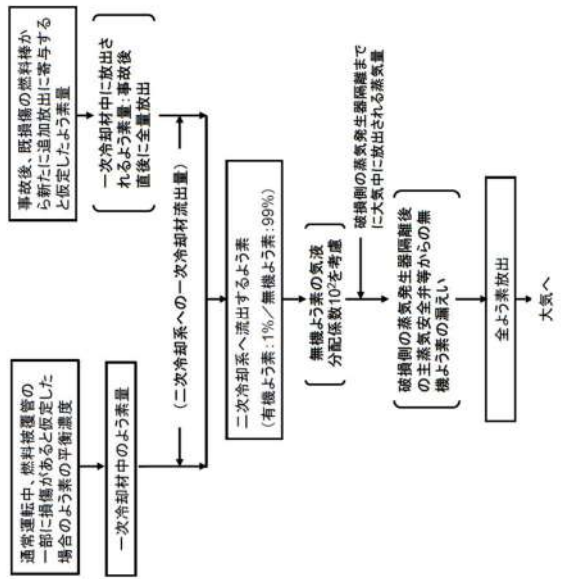 通常運転中、燃料被覆管の
一部に損傷があると仮定した
場合のよう素の平衡濃度
事故後、既損傷の燃料棒か
ら新たに追加放出に寄与する
と仮定したよう素量
一次冷却材中のよう素量
一次冷却材中に放出さ
れるよう素量：事故後
直後に全量放出
（二次冷却系への一次冷却材流出量）
二次冷却系へ流出するよう素
（有機よう素：1％／無機よう素：99％）
無機よう素の気液
分配係数10²を考慮
破損側の蒸気発生器隔離まで
に大気中に放出される蒸気量
破損側の蒸気発生器隔離後
の主蒸気安全弁等からの無
機よう素の漏えい
全よう素放出
大気へ